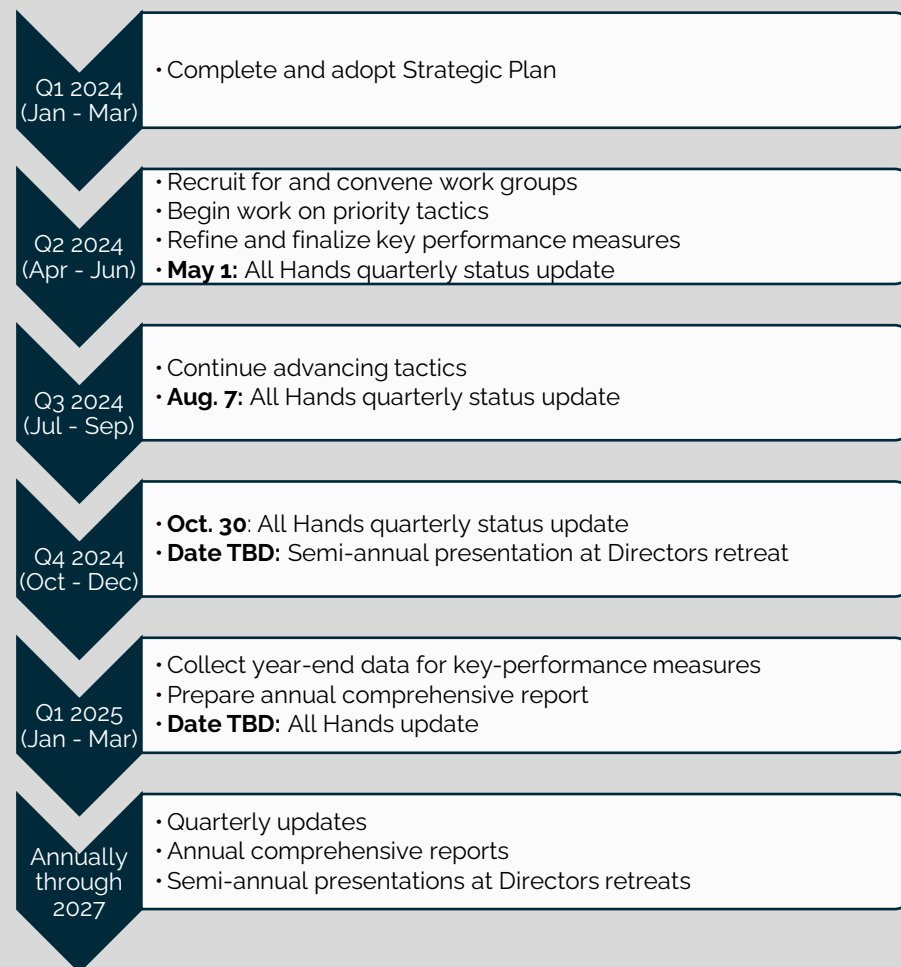 Q1 2024
(Jan - Mar)
• Complete and adopt Strategic Plan
Q2 2024
(Apr - Jun)
• Recruit for and convene work groups
• Begin work on priority tactics
• Refine and finalize key performance measures
• May 1: All Hands quarterly status update
Q3 2024
(Jul - Sep)
• Continue advancing tactics
• Aug. 7: All Hands quarterly status update
Q4 2024
(Oct - Dec)
• Oct. 30: All Hands quarterly status update
• Date TBD: Semi-annual presentation at Directors retreat
Q1 2025
(Jan - Mar)
• Collect year-end data for key-performance measures
• Prepare annual comprehensive report
• Date TBD: All Hands update
Annually
through
2027
• Quarterly updates
• Annual comprehensive reports
• Semi-annual presentations at Directors retreats